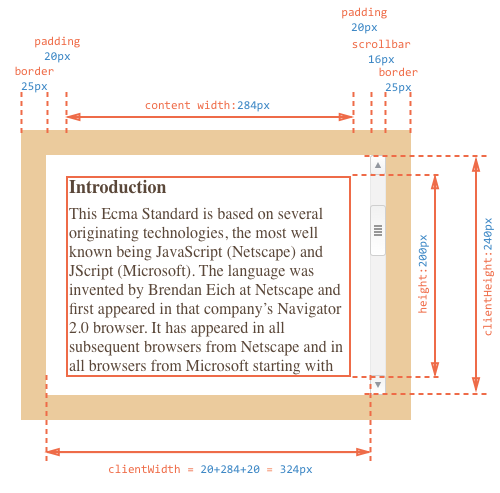 padding
20px
scrollbar
16px
border
25px
padding
20px
border
25px
content width:284px
Introduction
This Ecma Standard is based on several
originating technologies, the most well
known being JavaScript (Netscape) and
JScript (Microsoft). The language was
invented by Brendan Eich at Netscape and
first appeared in that company’s Navigator
2.0 browser. It has appeared in all
subsequent browsers from Netscape and in
all browsers from Microsoft starting with
height:200px
clientHeight:240px
clientWidth = 20+284+20 = 324px